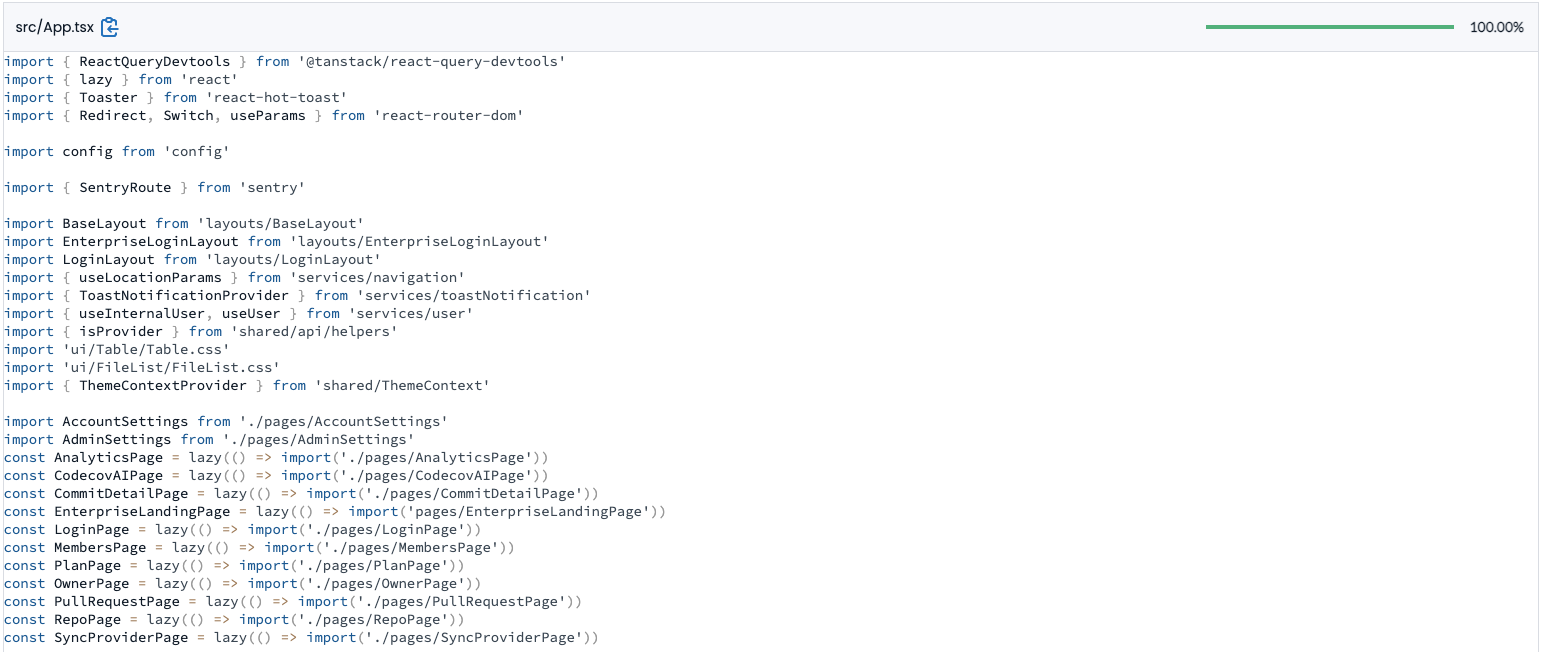 src/App.tsx
100.00%
import { ReactQueryDevtools } from '@tanstack/react-query-devtools'
import { lazy } from 'react'
import { Toaster } from 'react-hot-toast'
import { Redirect, Switch, useParams } from 'react-router-dom'
import config from 'config'
import { SentryRoute } from 'sentry'
import BaseLayout from 'layouts/BaseLayout'
import EnterpriseLoginLayout from 'layouts/EnterpriseLoginLayout'
import LoginLayout from 'layouts/LoginLayout'
import { useLocationParams } from 'services/navigation'
import { ToastNotificationProvider } from 'services/toastNotification'
import { useInternalUser, useUser } from 'services/user'
import { isProvider } from 'shared/api/helpers'
import 'ui/Table/Table.css'
import 'ui/FileList/FileList.css'
import { ThemeContextProvider } from 'shared/ThemeContext'
import AccountSettings from './pages/AccountSettings'
import AdminSettings from './pages/AdminSettings'
const AnalyticsPage = lazy(() => import('./pages/AnalyticsPage'))
const CodecovAIPage = lazy(() => import('./pages/CodecovAIPage'))
const CommitDetailPage = lazy(() => import('./pages/CommitDetailPage'))
const EnterpriseLandingPage = lazy(() => import('pages/EnterpriseLandingPage'))
const LoginPage = lazy(() => import('./pages/LoginPage'))
const MembersPage = lazy(() => import('./pages/MembersPage'))
const PlanPage = lazy(() => import('./pages/PlanPage'))
const OwnerPage = lazy(() => import('./pages/OwnerPage'))
const PullRequestPage = lazy(() => import('./pages/PullRequestPage'))
const RepoPage = lazy(() => import('./pages/RepoPage'))
const SyncProviderPage = lazy(() => import('./pages/SyncProviderPage'))